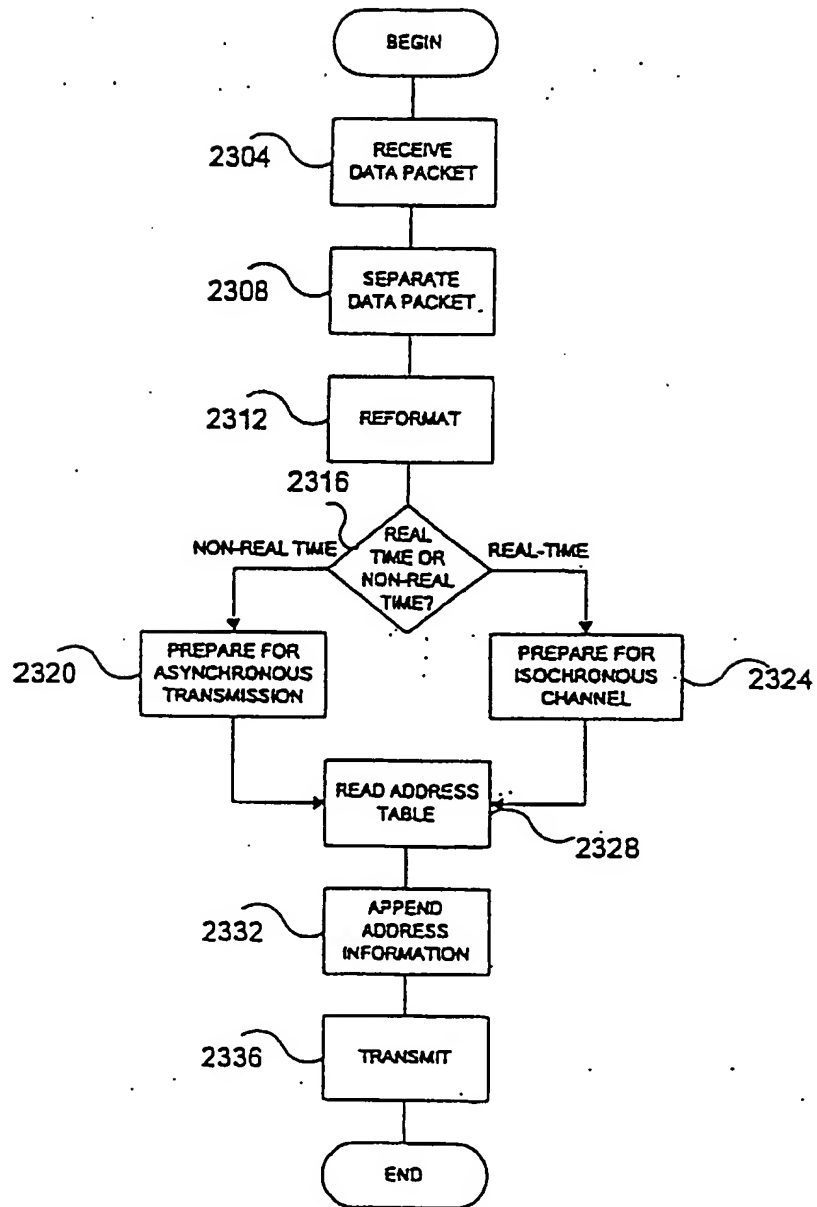 BEGIN
2304
RECEIVE
DATA PACKET
2308
SEPARATE
DATA PACKET
2312
REFORMAT
2316
NON-REAL TIME
REAL
TIME OR
NON-REAL
TIME?
REAL-TIME
2320
PREPARE FOR
ASYNCHRONOUS
TRANSMISSION
PREPARE FOR
ISOCHRONOUS
CHANNEL
2324
READ ADDRESS
TABLE
2328
2332
APPEND
ADDRESS
INFORMATION
2336
TRANSMIT
END